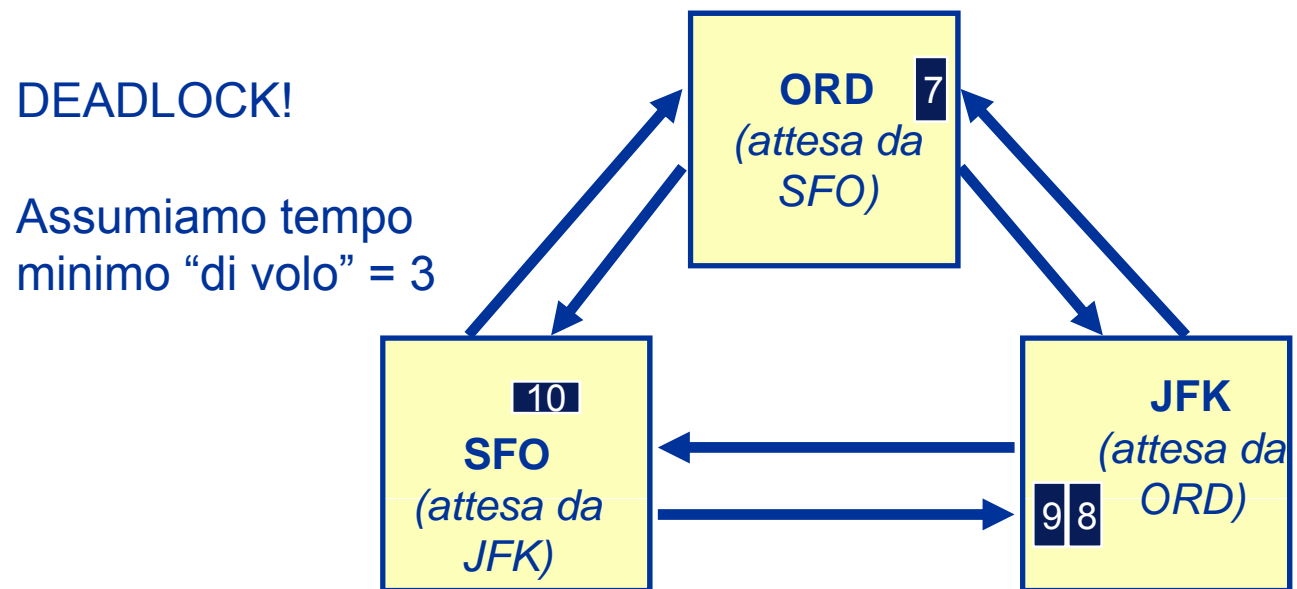 DEADLOCK!
Assumiamo tempo
minimo “di volo” = 3
ORD
7
(attesa da
SFO)
10
SFO
(attesa da
JFK)
JFK
(attesa da
ORD)
9 8